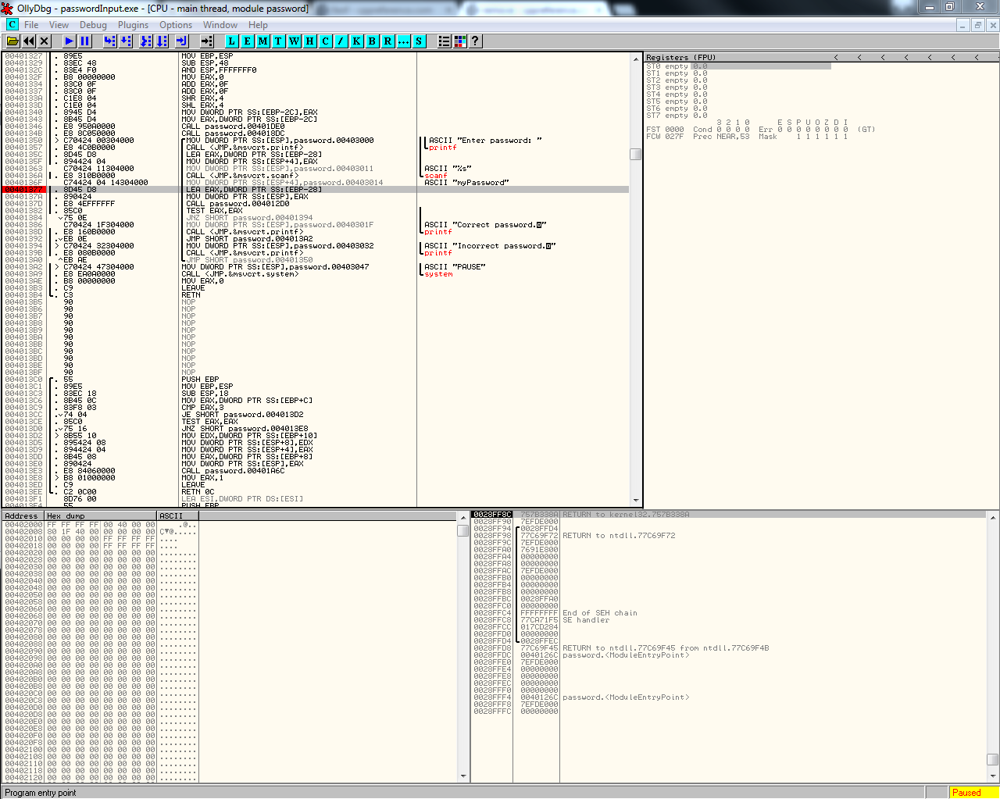 OllyDbg - passwordInput.exe - [CPU - main thread, module password]
C File View Debug Plugins Options Window Help
L E M T W H C / K B R ... S ?
00401327 . 89E5 MOV EBP,ESP
00401329 . 83EC 48 SUB ESP,48
0040132C . 83E4 F0 AND ESP,FFFFFFF0
0040132F . B8 00000000 MOV EAX,0
00401334 . 83C0 0F ADD EAX,0F
00401337 . 83C0 0F ADD EAX,0F
0040133A . C1E8 04 SHR EAX,4
0040133D . C1E0 04 SHL EAX,4
00401340 . 8945 D4 MOV DWORD PTR SS:[EBP-2C],EAX
00401343 . 8B45 D4 MOV EAX,DWORD PTR SS:[EBP-2C]
00401346 . E8 950A0000 CALL password.00401DE0
0040134B . E8 8C050000 CALL password.004018DC
00401350 > C70424 00304000 MOV DWORD PTR SS:[ESP],password.00403000 ASCII "Enter password: "
00401357 . E8 4C0B0000 CALL <JMP.&msvcrt.printf> printf
0040135C . 8D45 D8 LEA EAX,DWORD PTR SS:[EBP-28]
0040135F . 894424 04 MOV DWORD PTR SS:[ESP+4],EAX
00401363 . C70424 11304000 MOV DWORD PTR SS:[ESP],password.00403011 ASCII "%s"
0040136A . E8 310B0000 CALL <JMP.&msvcrt.scanf> scanf
0040136F . C74424 04 14304000 MOV DWORD PTR SS:[ESP+4],password.00403014 ASCII "myPassword"
00401377 . 8D45 D8 LEA EAX,DWORD PTR SS:[EBP-28]
0040137A . 890424 MOV DWORD PTR SS:[ESP],EAX
0040137D . E8 4EFFFFFF CALL password.004012D0
00401382 . 85C0 TEST EAX,EAX
00401384 . 75 0E JNZ SHORT password.00401394
00401386 . C70424 1F304000 MOV DWORD PTR SS:[ESP],password.0040301F ASCII "Correct password."
0040138D . E8 160B0000 CALL <JMP.&msvcrt.printf> printf
00401392 . EB 0E JMP SHORT password.004013A2
00401394 > C70424 32304000 MOV DWORD PTR SS:[ESP],password.00403032 ASCII "Incorrect password."
0040139B . E8 080B0000 CALL <JMP.&msvcrt.printf> printf
004013A0 .^EB AE JMP SHORT password.00401350
004013A2 > C70424 47304000 MOV DWORD PTR SS:[ESP],password.00403047 ASCII "PAUSE"
004013A9 . E8 EA0A0000 CALL <JMP.&msvcrt.system> system
004013AE . B8 00000000 MOV EAX,0
004013B3 . C9 LEAVE
004013B4 . C3 RETN
004013B5 90 NOP
004013B6 90 NOP
004013B7 90 NOP
004013B8 90 NOP
004013B9 90 NOP
004013BA 90 NOP
004013BB 90 NOP
004013BC 90 NOP
004013BD 90 NOP
004013BE 90 NOP
004013BF 90 NOP
004013C0 . 55 PUSH EBP
004013C1 . 89E5 MOV EBP,ESP
004013C3 . 83EC 18 SUB ESP,18
004013C6 . 8B45 0C MOV EAX,DWORD PTR SS:[EBP+C]
004013C9 . 83F8 03 CMP EAX,3
004013CC . 74 04 JE SHORT password.004013D2
004013CE . 85C0 TEST EAX,EAX
004013D0 . 75 16 JNZ SHORT password.004013E8
004013D2 > 8B55 10 MOV EDX,DWORD PTR SS:[EBP+10]
004013D5 . 895424 08 MOV DWORD PTR SS:[ESP+8],EDX
004013D9 . 894424 04 MOV DWORD PTR SS:[ESP+4],EAX
004013DD . 8B45 08 MOV EAX,DWORD PTR SS:[EBP+8]
004013E0 . 890424 MOV DWORD PTR SS:[ESP],EAX
004013E3 . E8 84060000 CALL password.00401A6C
004013E8 > B8 01000000 MOV EAX,1
004013ED . C9 LEAVE
004013EE . C2 0C00 RETN 0C
004013F1 8D76 00 LEA ESI,DWORD PTR DS:[ESI]
004013F4 55 PUSH EBP
Registers (FPU) < < < < < < <
ST0 empty 0.0
ST1 empty 0.0
ST2 empty 0.0
ST3 empty 0.0
ST4 empty 0.0
ST5 empty 0.0
ST6 empty 0.0
ST7 empty 0.0
3 2 1 0 E S P U O Z D I
FST 0000 Cond 0 0 0 0 Err 0 0 0 0 0 0 0 0 (GT)
FCW 027F Prec NEAR,53 Mask 1 1 1 1 1 1
Address Hex dump ASCII
00402000 FF FF FF FF 00 40 00 00 .@..
00402008 80 1F 40 00 00 00 00 00 Ç▼@.....
00402010 00 00 00 00 FF FF FF FF ....
00402018 00 00 00 00 FF FF FF FF ....
00402020 00 00 00 00 00 00 00 00 ........
00402028 00 00 00 00 00 00 00 00 ........
00402030 00 00 00 00 00 00 00 00 ........
00402038 00 00 00 00 00 00 00 00 ........
00402040 00 00 00 00 00 00 00 00 ........
00402048 00 00 00 00 00 00 00 00 ........
00402050 00 00 00 00 00 00 00 00 ........
00402058 00 00 00 00 00 00 00 00 ........
00402060 00 00 00 00 00 00 00 00 ........
00402068 00 00 00 00 00 00 00 00 ........
00402070 00 00 00 00 00 00 00 00 ........
00402078 00 00 00 00 00 00 00 00 ........
00402080 00 00 00 00 00 00 00 00 ........
00402088 00 00 00 00 00 00 00 00 ........
00402090 00 00 00 00 00 00 00 00 ........
00402098 00 00 00 00 00 00 00 00 ........
004020A0 00 00 00 00 00 00 00 00 ........
004020A8 00 00 00 00 00 00 00 00 ........
004020B0 00 00 00 00 00 00 00 00 ........
004020B8 00 00 00 00 00 00 00 00 ........
004020C0 00 00 00 00 00 00 00 00 ........
004020C8 00 00 00 00 00 00 00 00 ........
004020D0 00 00 00 00 00 00 00 00 ........
004020D8 00 00 00 00 00 00 00 00 ........
004020E0 00 00 00 00 00 00 00 00 ........
004020E8 00 00 00 00 00 00 00 00 ........
004020F0 00 00 00 00 00 00 00 00 ........
004020F8 00 00 00 00 00 00 00 00 ........
00402100 00 00 00 00 00 00 00 00 ........
00402108 00 00 00 00 00 00 00 00 ........
00402110 00 00 00 00 00 00 00 00 ........
00402118 00 00 00 00 00 00 00 00 ........
00402120 00 00 00 00 00 00 00 00 ........
0028FF8C 757B338A RETURN to kernel32.757B338A
0028FF90 7EFDE000
0028FF94 0028FFD4
0028FF98 77C69F72 RETURN to ntdll.77C69F72
0028FF9C 7EFDE000
0028FFA0 7691E800
0028FFA4 00000000
0028FFA8 00000000
0028FFAC 7EFDE000
0028FFB0 00000000
0028FFB4 00000000
0028FFB8 00000000
0028FFBC 0028FFA0
0028FFC0 00000000
0028FFC4 FFFFFFFF End of SEH chain
0028FFC8 77CA71F5 SE handler
0028FFCC 017CD284
0028FFD0 00000000
0028FFD4 0028FFEC
0028FFD8 77C69F45 RETURN to ntdll.77C69F45 from ntdll.77C69F4B
0028FFDC 0040126C password.<ModuleEntryPoint>
0028FFE0 7EFDE000
0028FFE4 00000000
0028FFE8 00000000
0028FFEC 00000000
0028FFF0 00000000
0028FFF4 0040126C password.<ModuleEntryPoint>
0028FFF8 7EFDE000
0028FFFC 00000000
Program entry point Paused